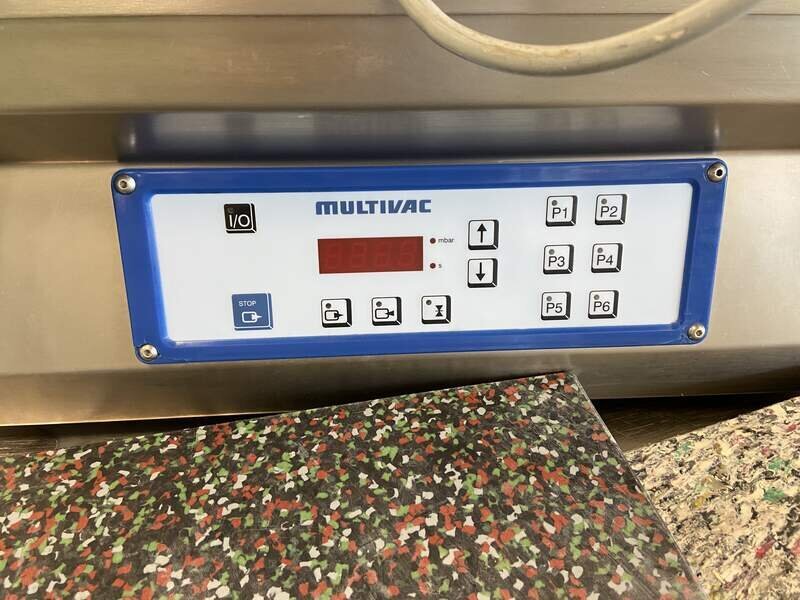 MULTIVAC
I/O
mbar
s
STOP
P1 P2
P3 P4
P5 P6